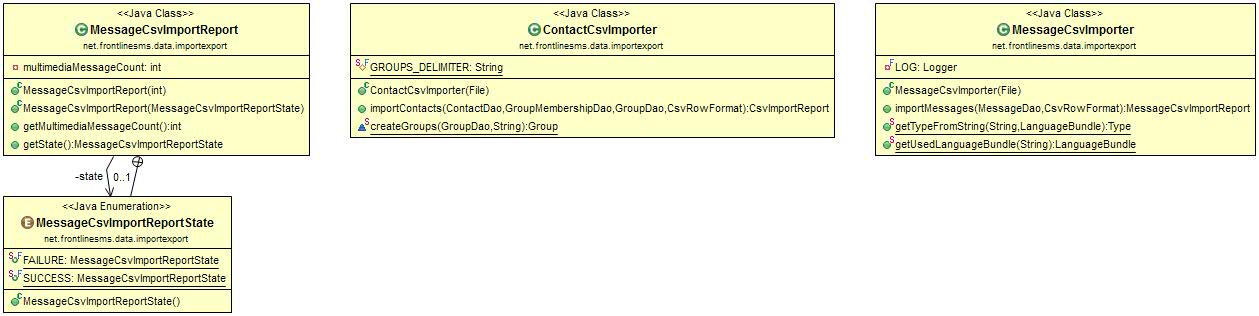 <<Java Class>>
MessageCsvImportReport
net.frontlinesms.data.importexport
multimediaMessageCount: int
MessageCsvImportReport(int)
MessageCsvImportReport(MessageCsvImportReportState)
getMultimediaMessageCount():int
getState():MessageCsvImportReportState
-state
0..1
<<Java Enumeration>>
MessageCsvImportReportState
net.frontlinesms.data.importexport
FAILURE: MessageCsvImportReportState
SUCCESS: MessageCsvImportReportState
MessageCsvImportReportState()
<<Java Class>>
ContactCsvImporter
net.frontlinesms.data.importexport
GROUPS_DELIMITER: String
ContactCsvImporter(File)
importContacts(ContactDao,GroupMembershipDao,GroupDao,CsvRowFormat):CsvImportReport
createGroups(GroupDao,String):Group
<<Java Class>>
MessageCsvImporter
net.frontlinesms.data.importexport
LOG: Logger
MessageCsvImporter(File)
importMessages(MessageDao,CsvRowFormat):MessageCsvImportReport
getTypeFromString(String,LanguageBundle):Type
getUsedLanguageBundle(String):LanguageBundle